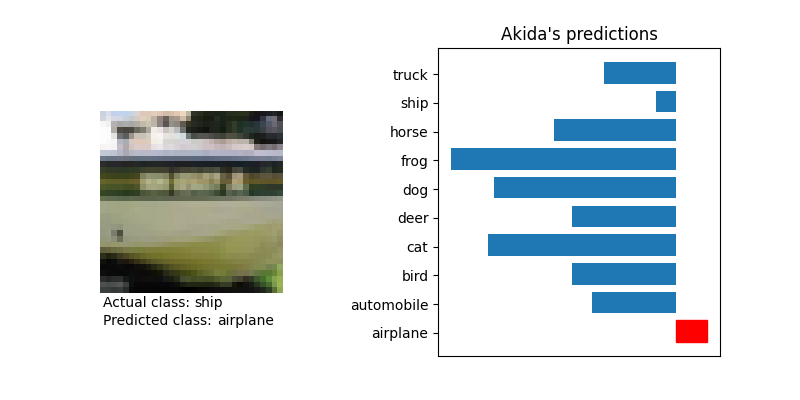 Akida's predictions
truck
ship
horse
frog
dog
deer
cat
bird
automobile
airplane
Actual class: ship
Predicted class: airplane